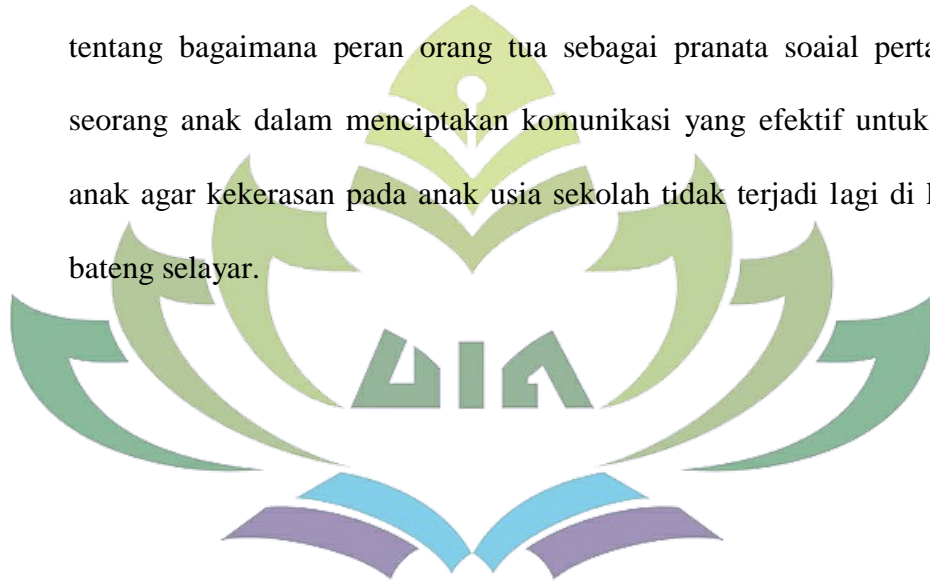 tentang bagaimana peran orang tua sebagai pranata soaial
seorang anak dalam menciptakan komunikasi yang efektif untuk
anak agar kekerasan pada anak usia sekolah tidak terjadi lagi di
bateng selayar.
UIN